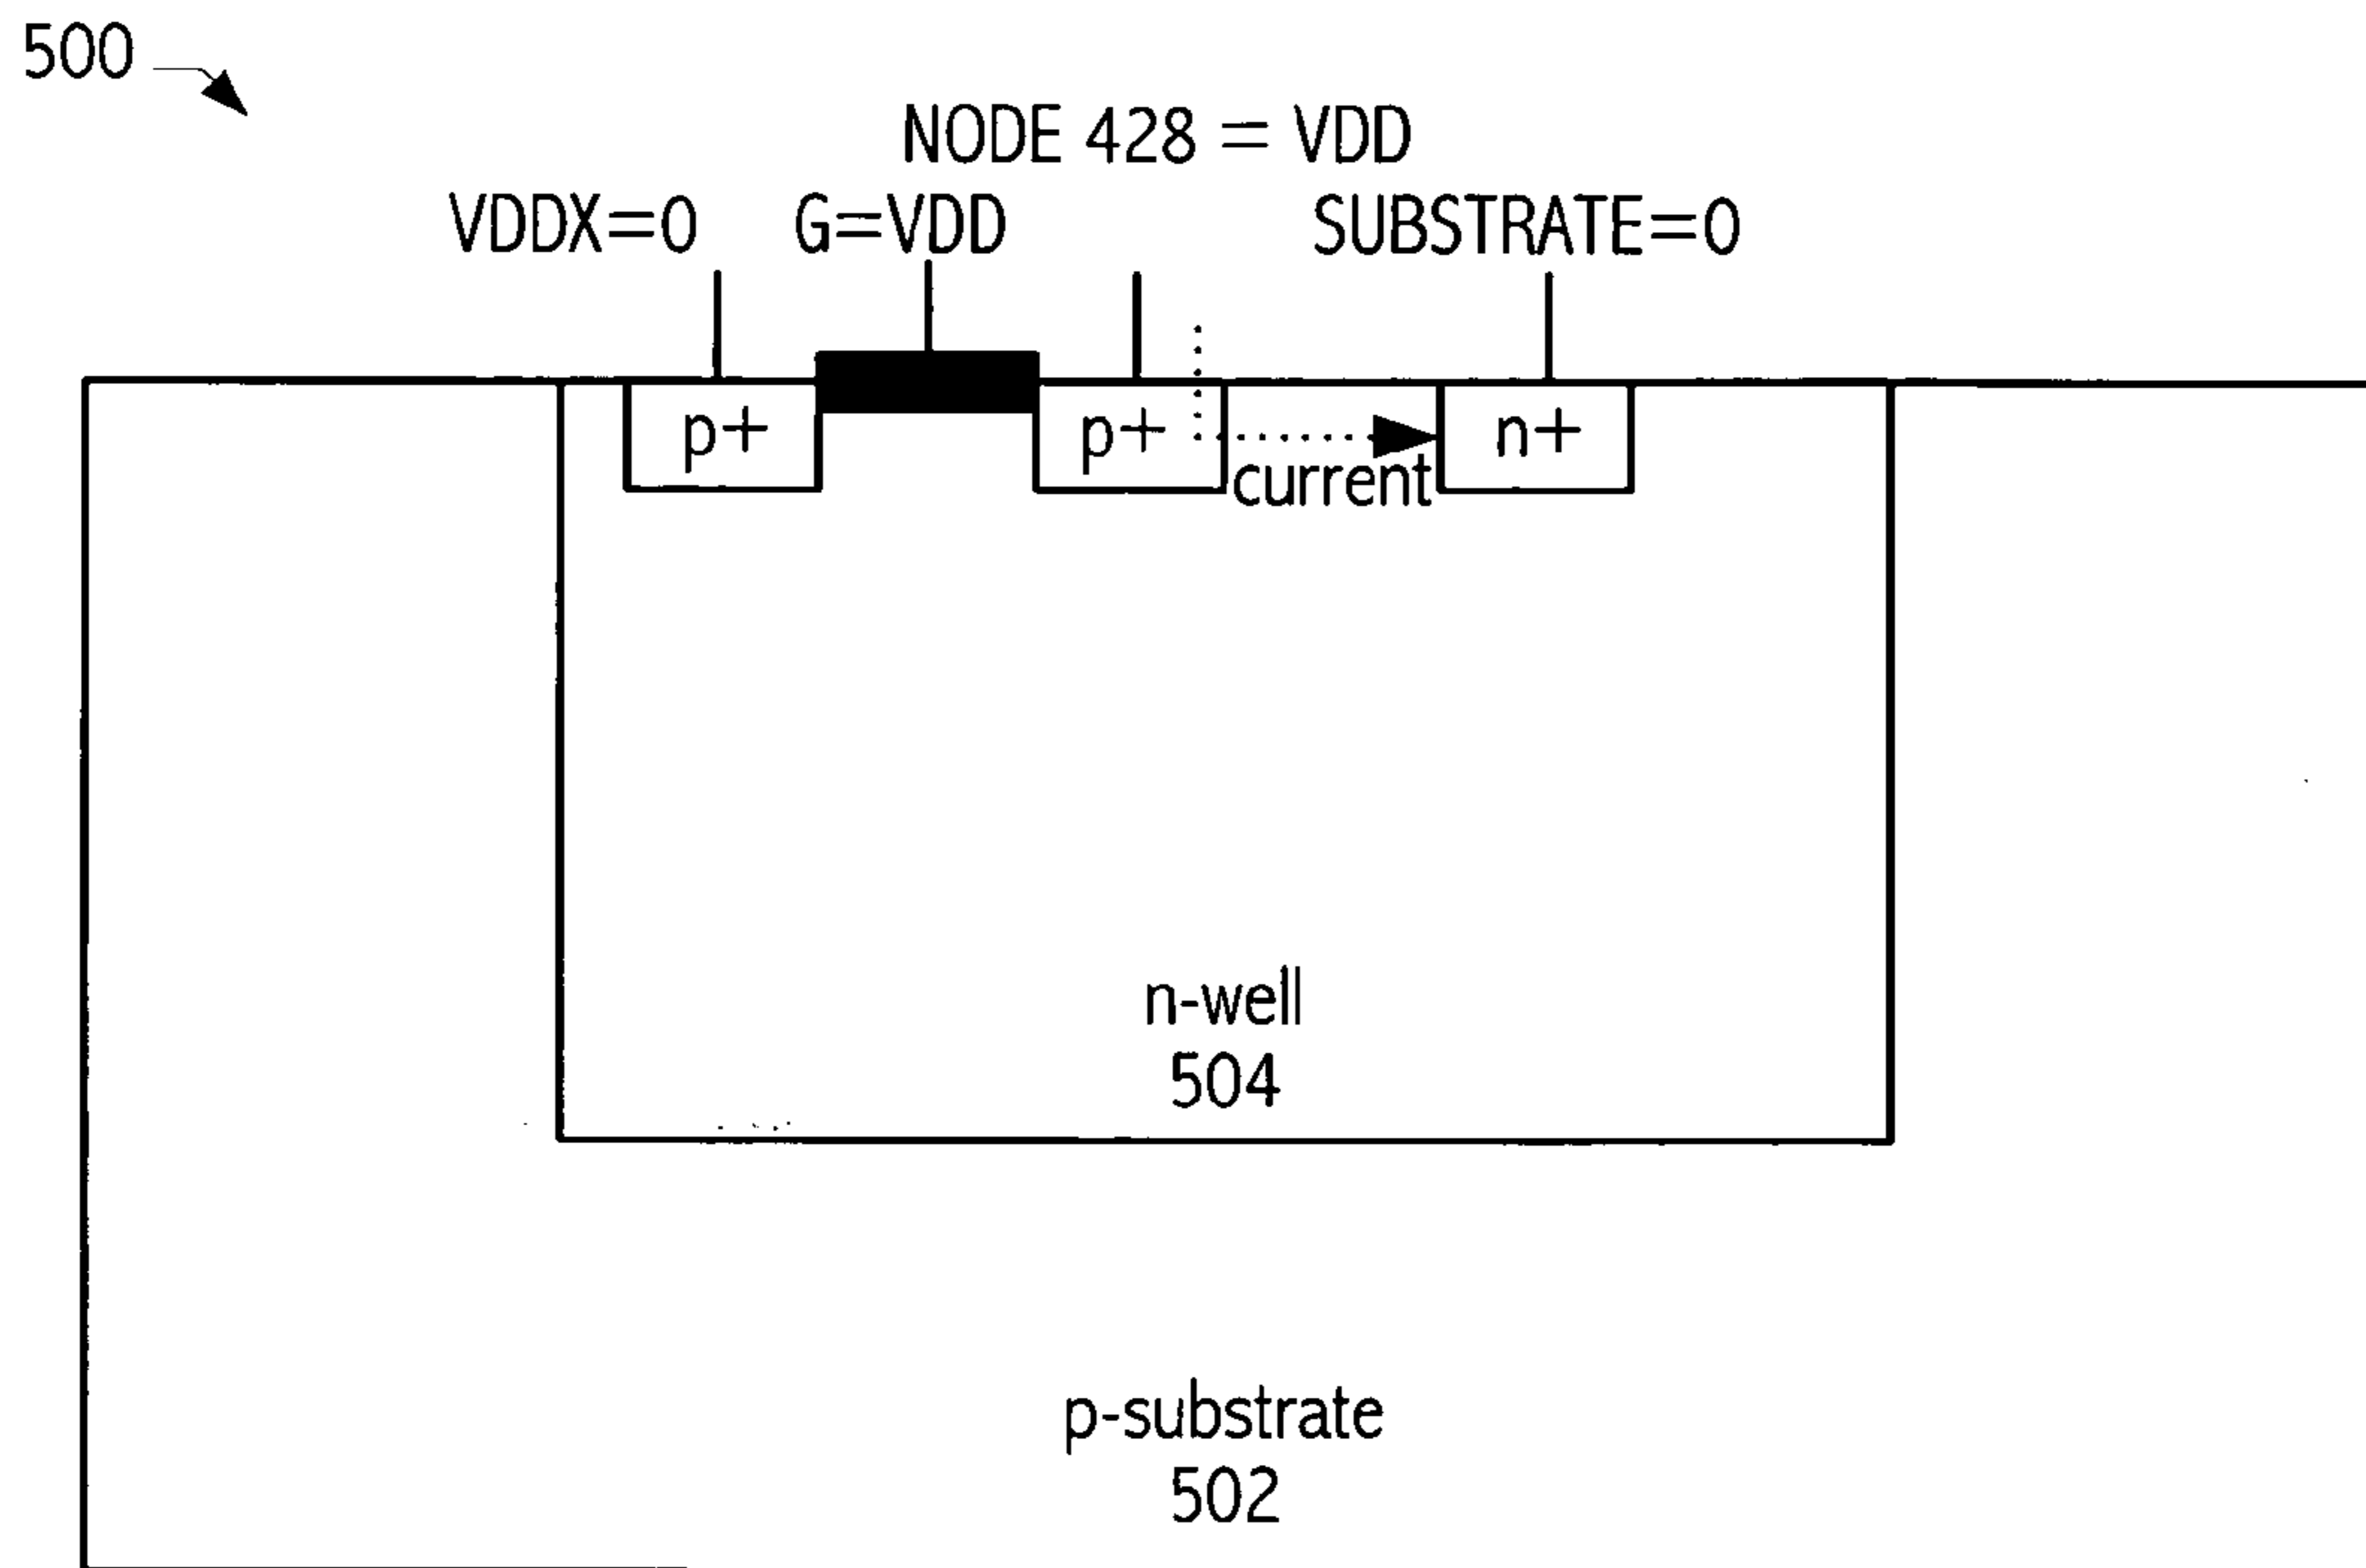 500
NODE 428 = VDD
VDDX=0 G=VDD SUBSTRATE=0
p+ p+ n+
current
n-well
504
p-substrate
502